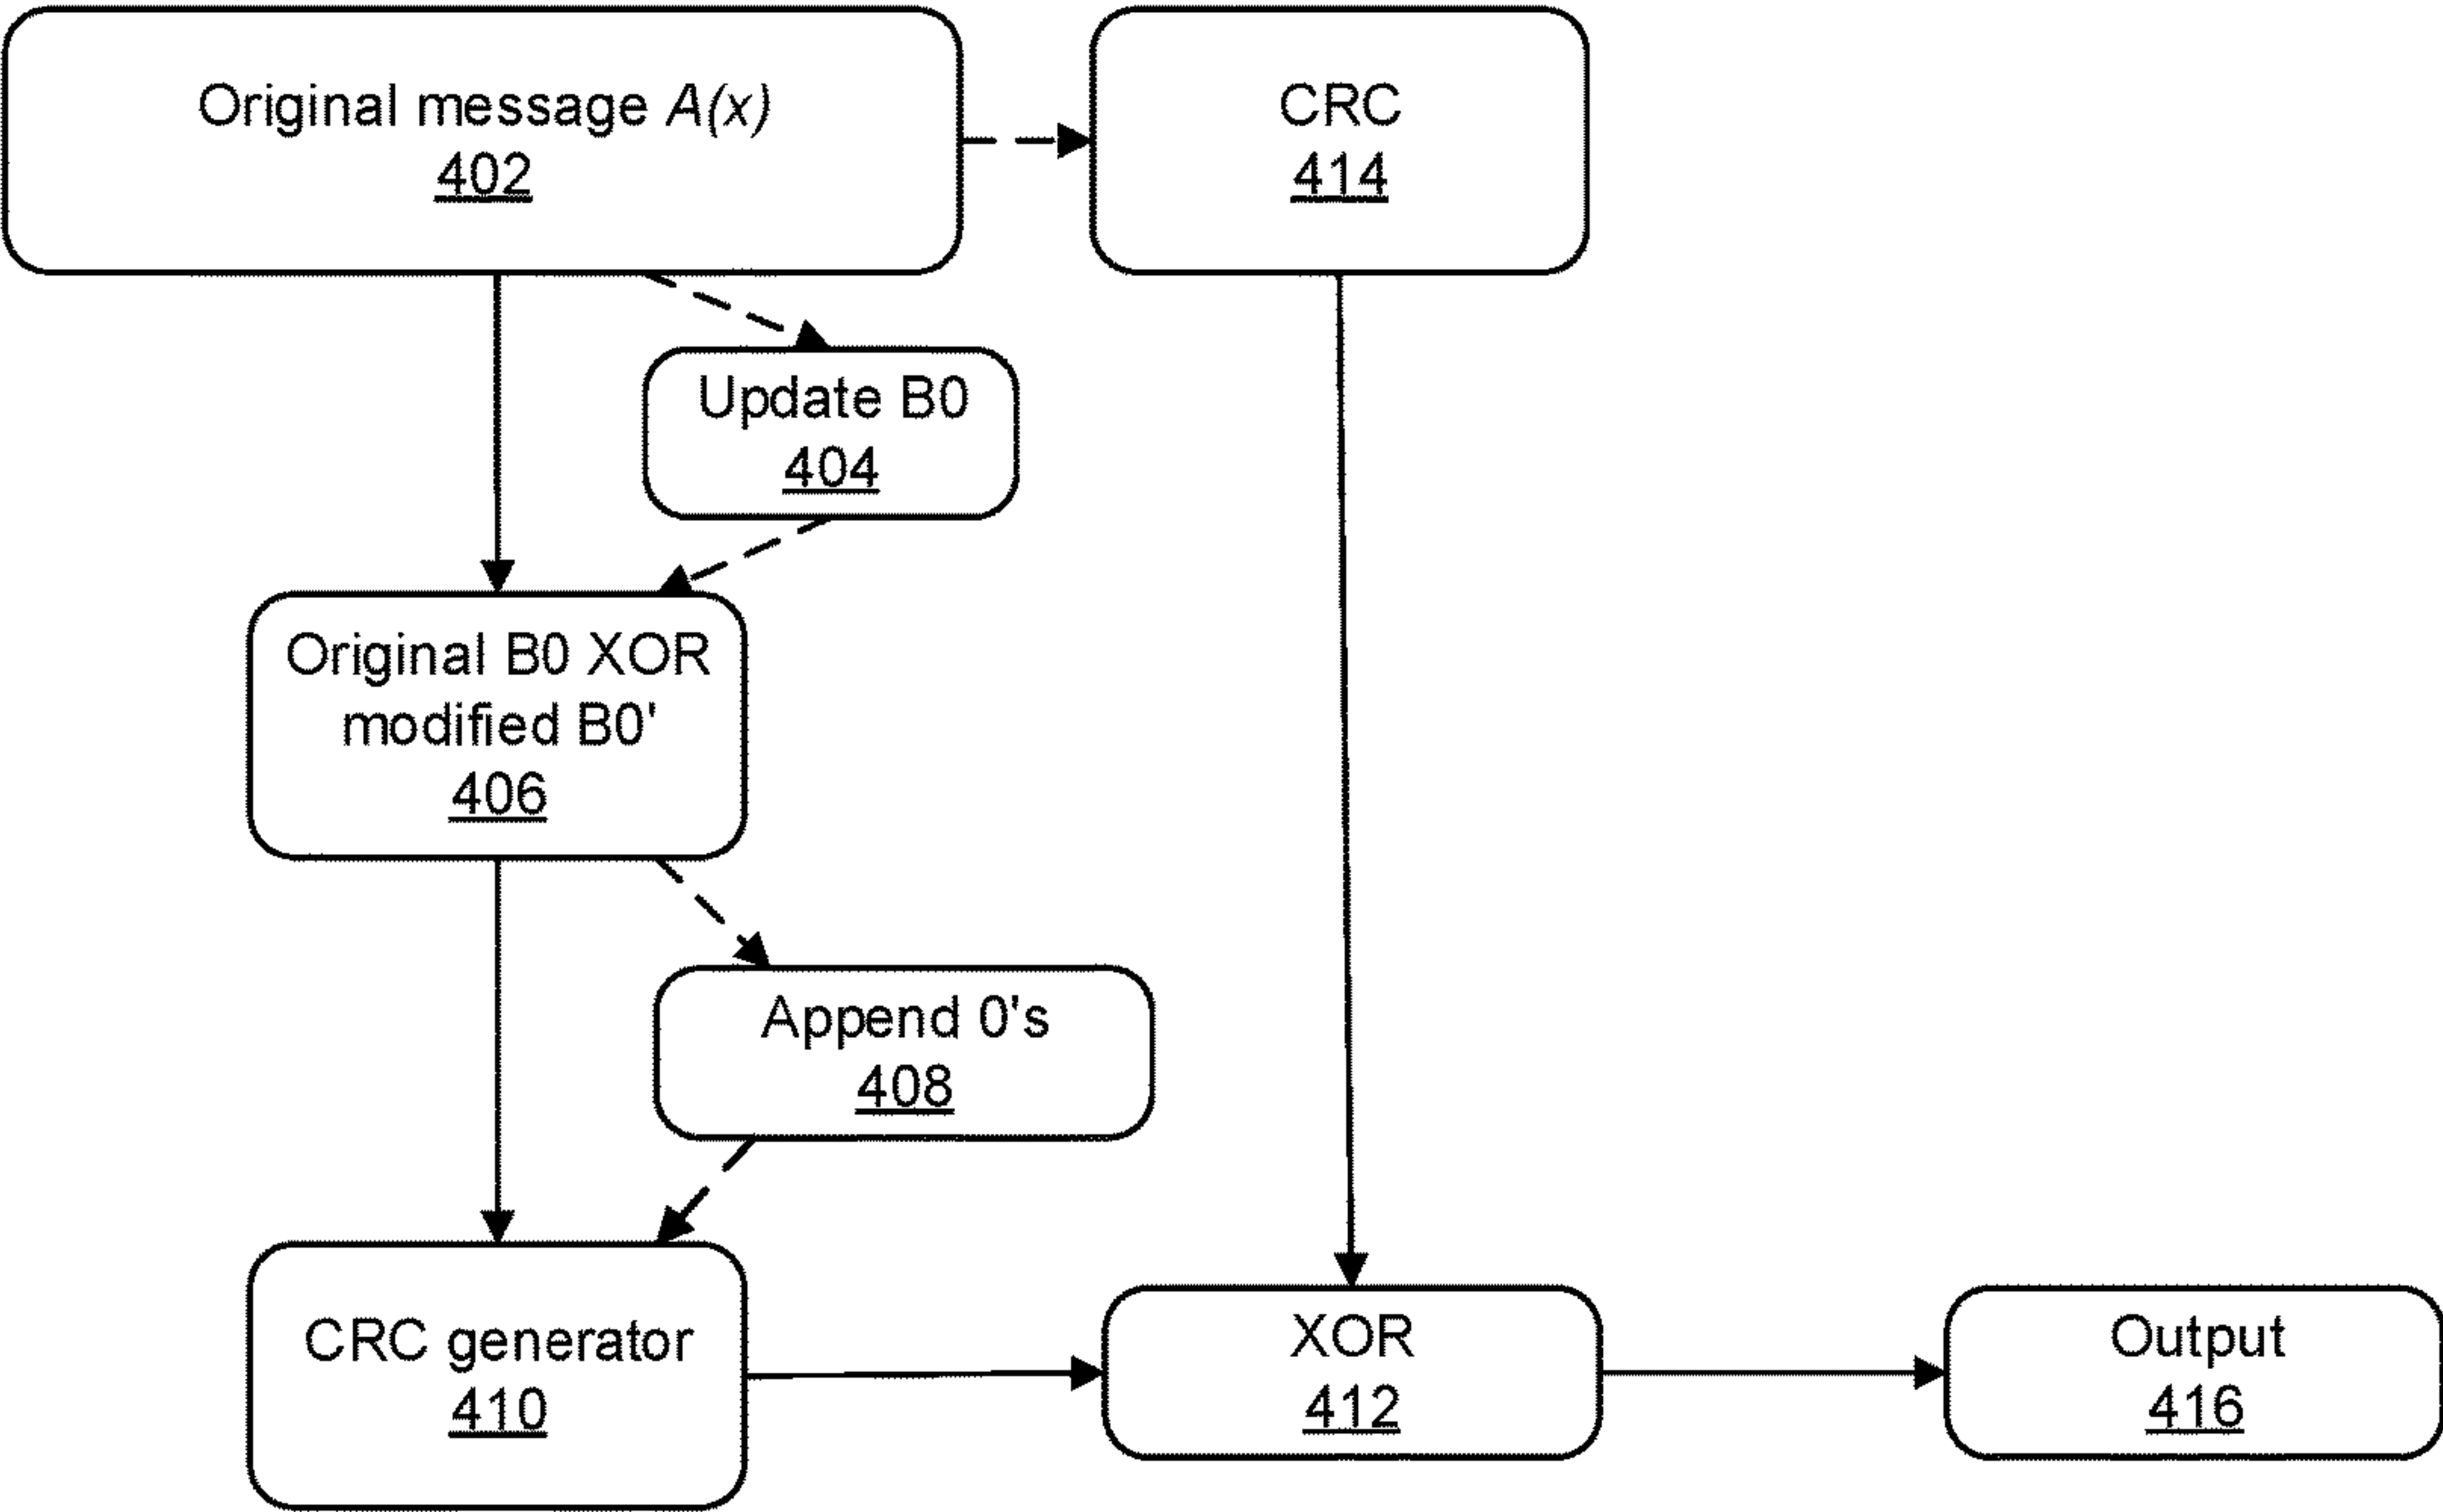 Original message A(x)
402
CRC
414
Update B0
404
Original B0 XOR
modified B0'
406
Append 0's
408
CRC generator
410
XOR
412
Output
416